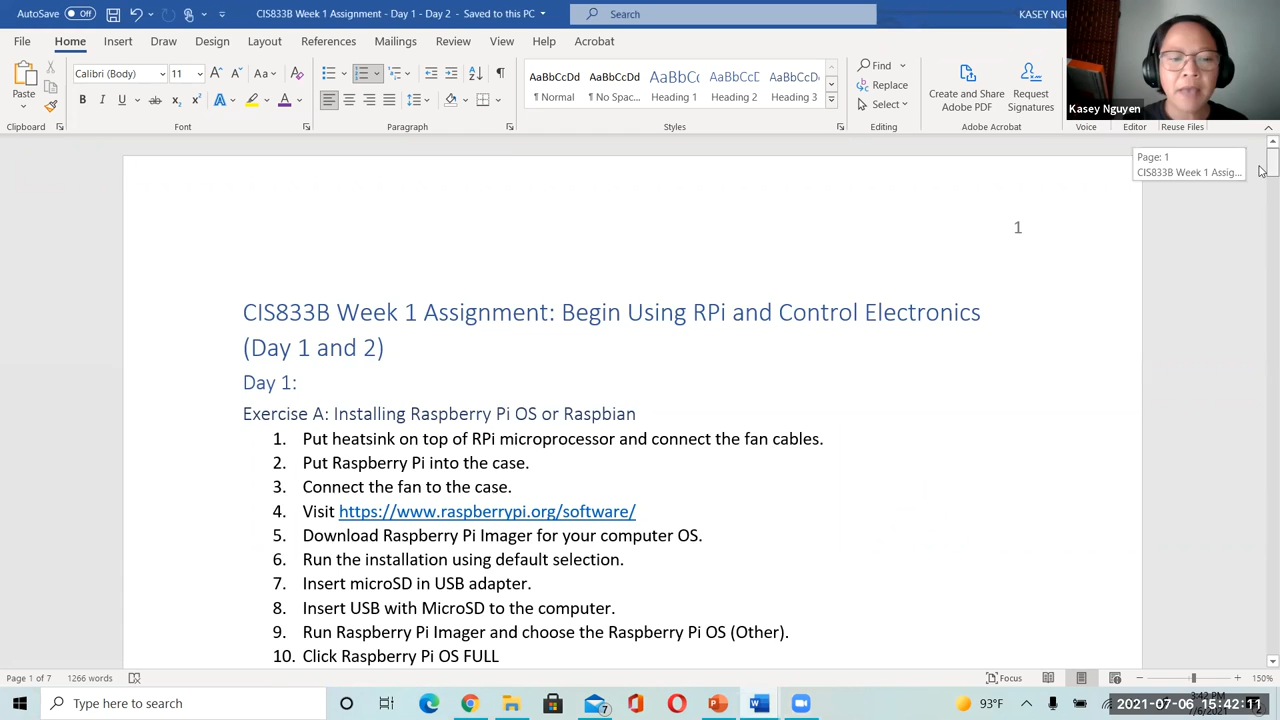 AutoSave Off CIS833B Week 1 Assignment - Day 1 - Day 2 - Saved to this PC Search KASEY NGU
File Home Insert Draw Design Layout References Mailings Review View Help Acrobat
Paste Calibri (Body) 11 Aa
Find
Replace
Select
AaBbCcDd AaBbCcDd AaBbCc AaBbCcD AaBbCcD
¶ Normal ¶ No Spac... Heading 1 Heading 2 Heading 3
Create and Share Adobe PDF
Request Signatures
Kasey Nguyen
Clipboard Font Paragraph Styles Editing Adobe Acrobat Voice Editor Reuse Files
Page: 1
CIS833B Week 1 Assig...
1
CIS833B Week 1 Assignment: Begin Using RPi and Control Electronics
(Day 1 and 2)
Day 1:
Exercise A: Installing Raspberry Pi OS or Raspbian
1. Put heatsink on top of RPi microprocessor and connect the fan cables.
2. Put Raspberry Pi into the case.
3. Connect the fan to the case.
4. Visit https://www.raspberrypi.org/software/
5. Download Raspberry Pi Imager for your computer OS.
6. Run the installation using default selection.
7. Insert microSD in USB adapter.
8. Insert USB with MicroSD to the computer.
9. Run Raspberry Pi Imager and choose the Raspberry Pi OS (Other).
10. Click Raspberry Pi OS FULL
Page 1 of 7 1266 words Focus 150%
Type here to search 7 93°F 3:42 PM
7/6/2021
2021-07-06 15:42:11